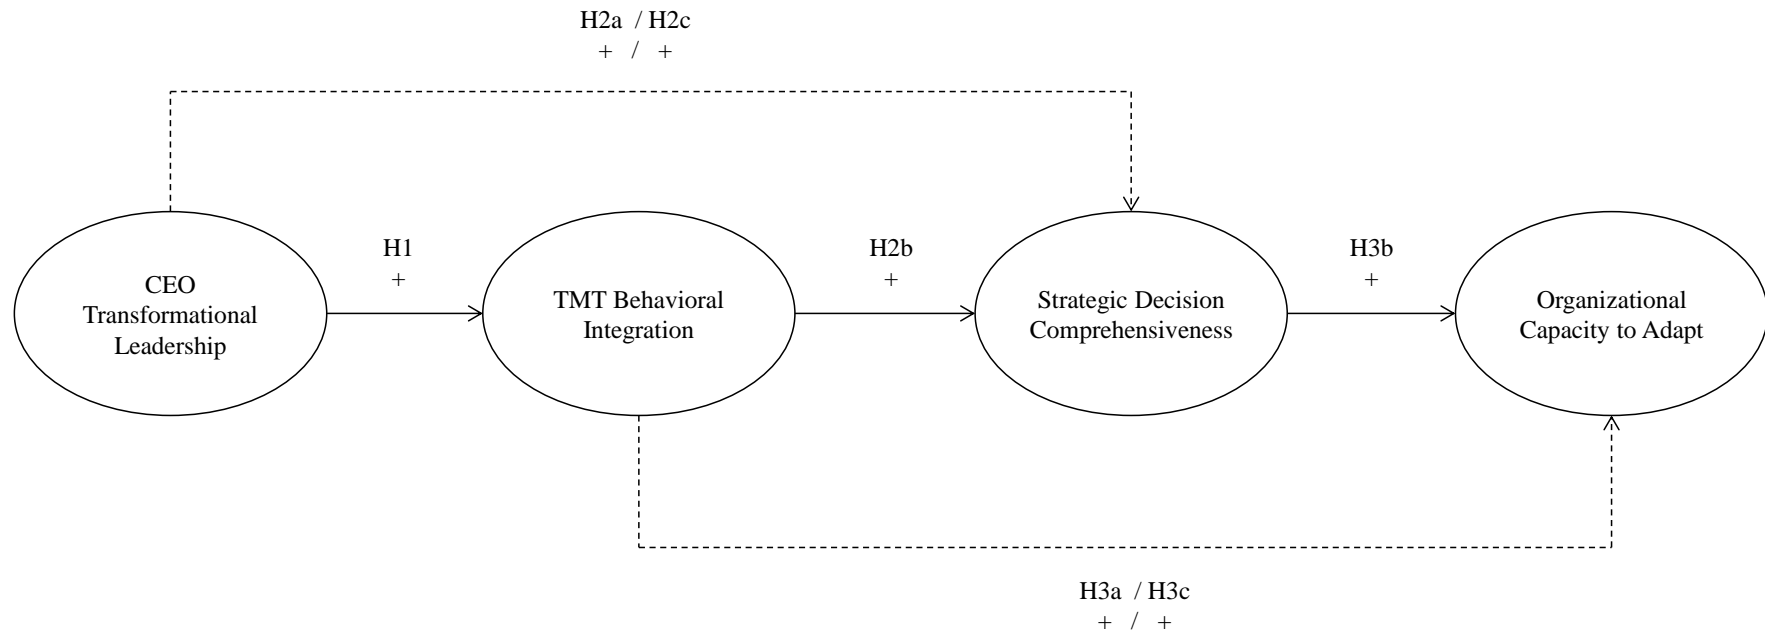 H2a / H2c
+ / +
H1
+
H2b
+
H3b
+
CEO
Transformational
Leadership
TMT Behavioral
Integration
Strategic Decision
Comprehensiveness
Organizational
Capacity to Adapt
H3a / H3c
+ / +